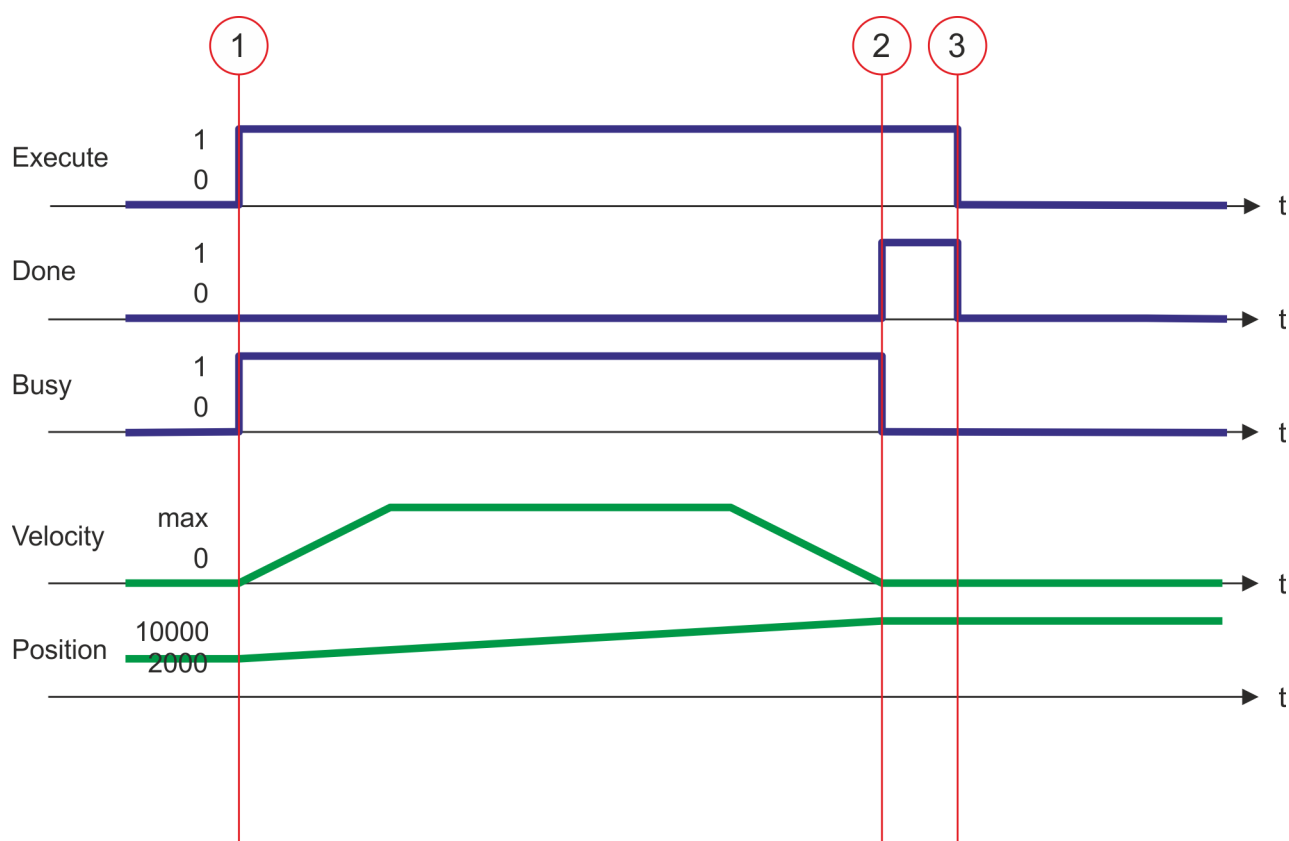 1 2 3
Execute 1
0
t
Done 1
0
t
Busy 1
0
t
Velocity max
0
t
Position 10000
2000
t